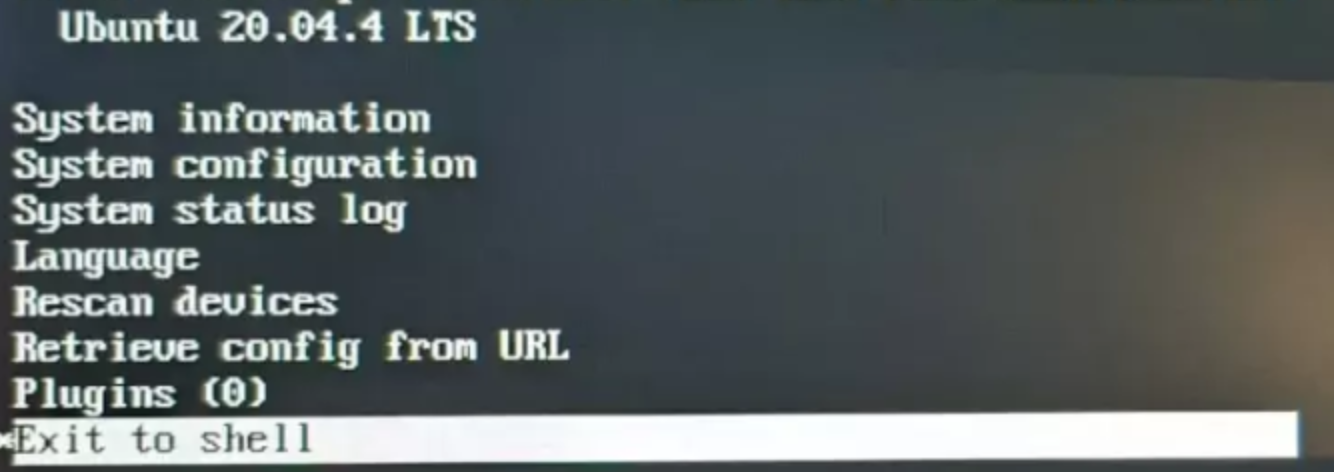 Ubuntu 20.04.4 LTS
System information
System configuration
System status log
Language
Rescan devices
Retrieve config from URL
Plugins (0)
*Exit to shell